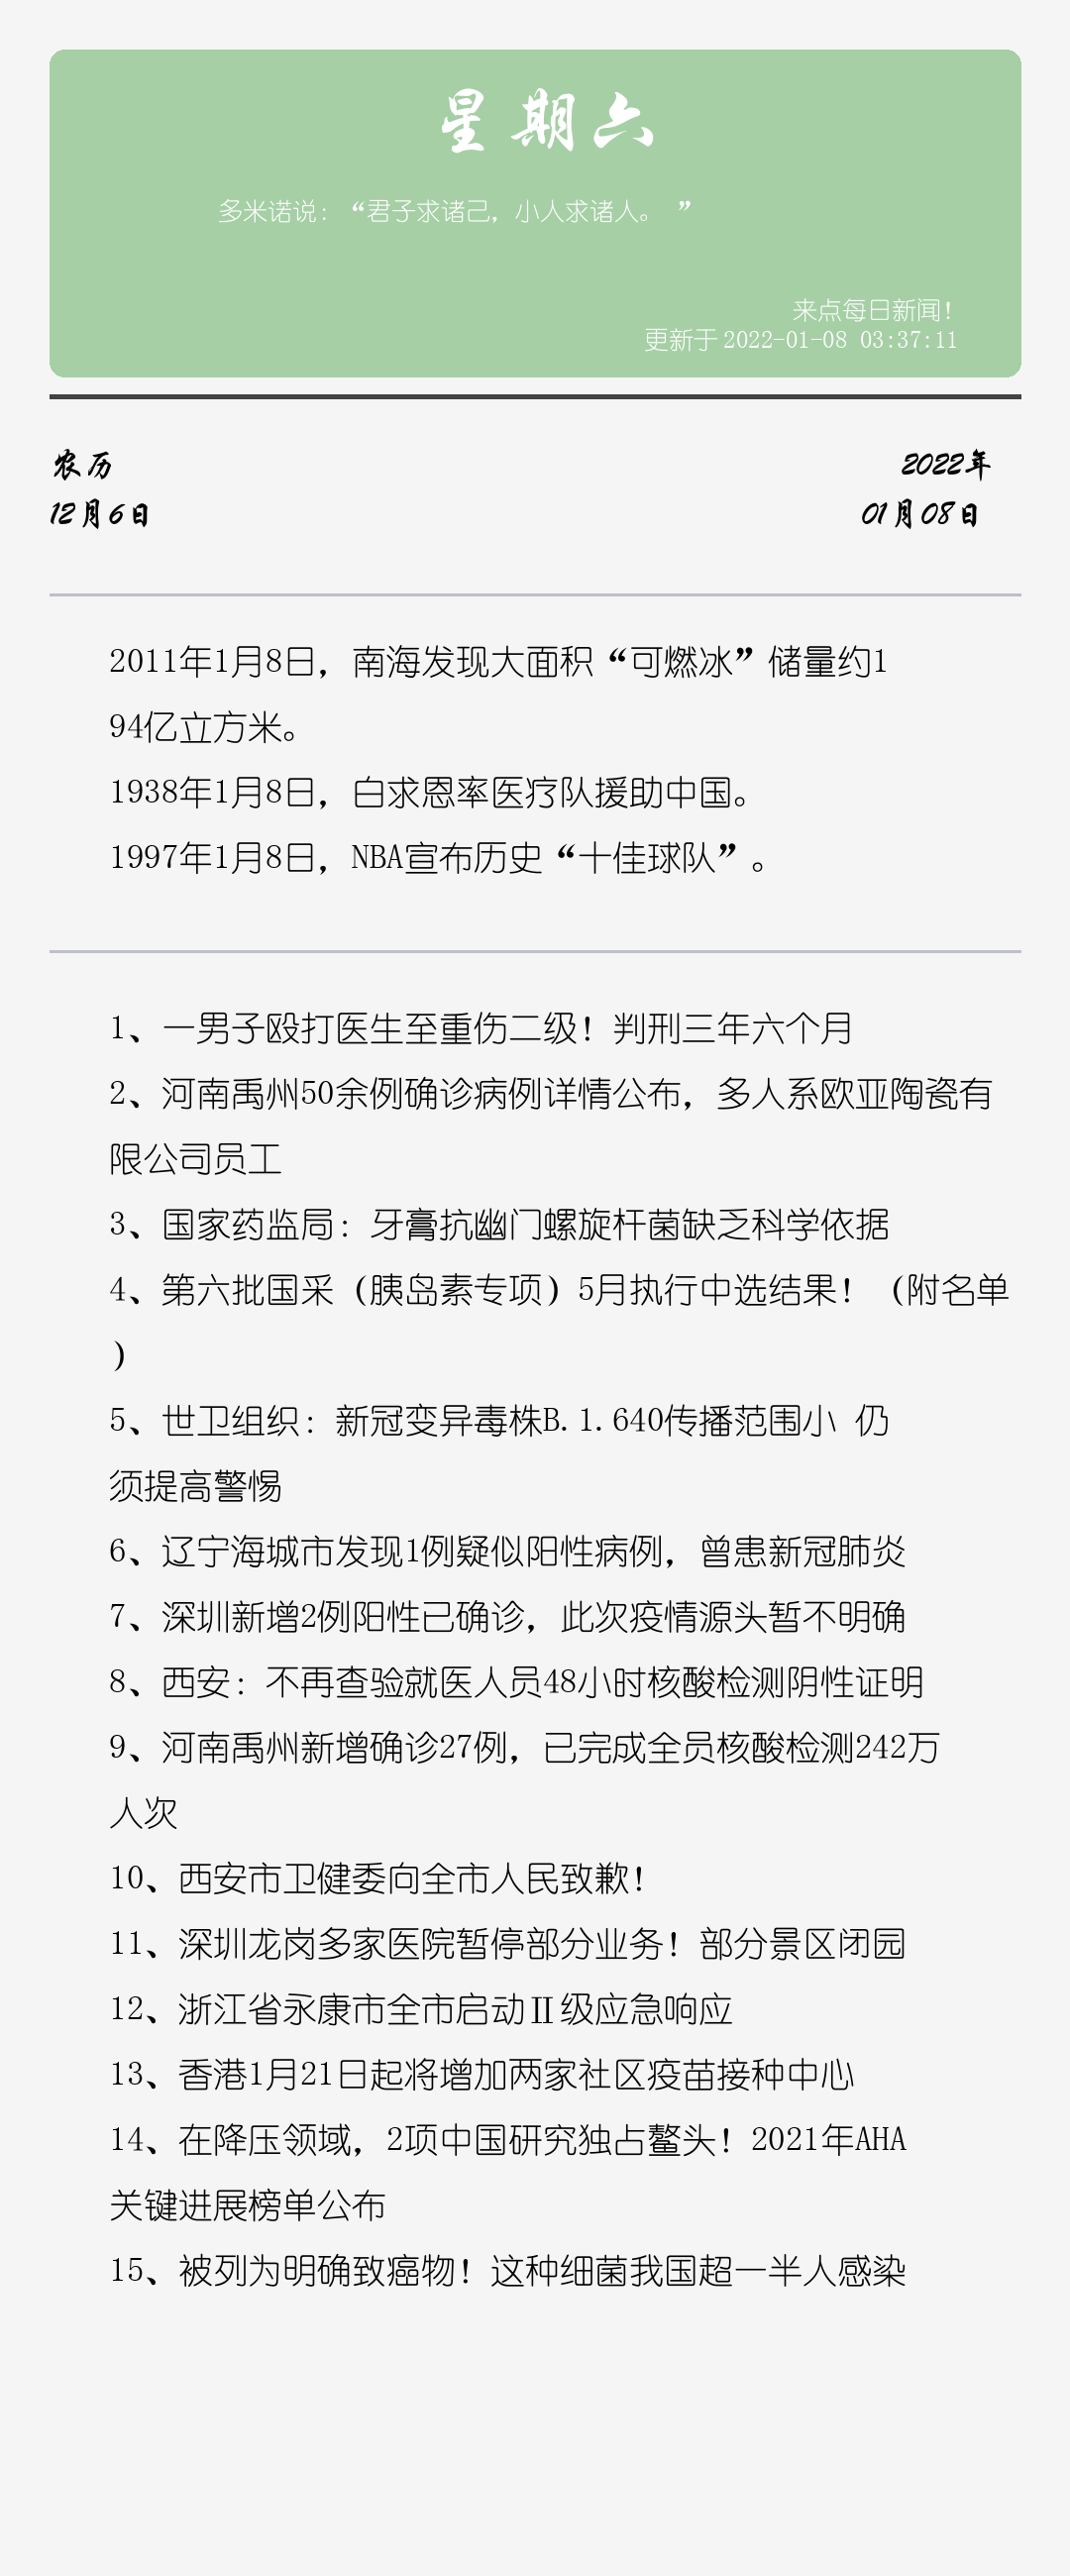 星期六
多米诺说：“君子求诸己，小人求诸人。 ”
来点每日新闻！
更新于 2022-01-08 03:37:11
农历
12月6日
2022年
01月08日
2011年1月8日，南海发现大面积“可燃冰”储量约1
94亿立方米。
1938年1月8日，白求恩率医疗队援助中国。
1997年1月8日，NBA宣布历史“十佳球队”。
1、一男子殴打医生至重伤二级！判刑三年六个月
2、河南禹州50余例确诊病例详情公布，多人系欧亚陶瓷有
限公司员工
3、国家药监局：牙膏抗幽门螺旋杆菌缺乏科学依据
4、第六批国采（胰岛素专项）5月执行中选结果！（附名单
）
5、世卫组织：新冠变异毒株B.1.640传播范围小 仍
须提高警惕
6、辽宁海城市发现1例疑似阳性病例，曾患新冠肺炎
7、深圳新增2例阳性已确诊，此次疫情源头暂不明确
8、西安：不再查验就医人员48小时核酸检测阴性证明
9、河南禹州新增确诊27例，已完成全员核酸检测242万
人次
10、西安市卫健委向全市人民致歉！
11、深圳龙岗多家医院暂停部分业务！部分景区闭园
12、浙江省永康市全市启动Ⅱ级应急响应
13、香港1月21日起将增加两家社区疫苗接种中心
14、在降压领域，2项中国研究独占鳌头！2021年AHA
关键进展榜单公布
15、被列为明确致癌物！这种细菌我国超一半人感染